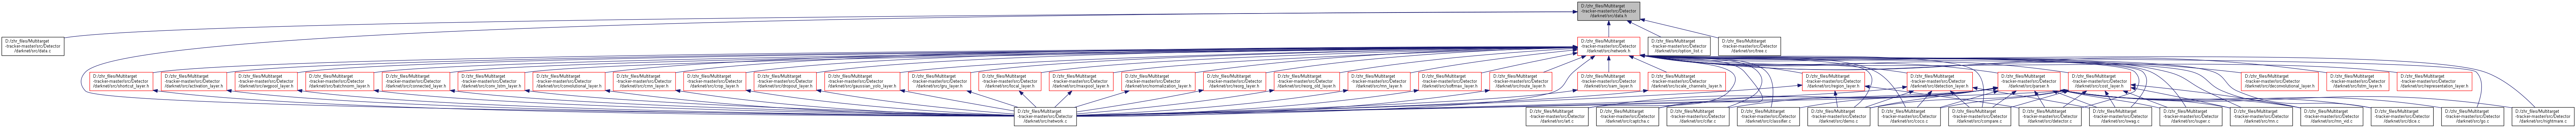 D:/zhr_files/Multitarget
-tracker-master/src/Detector
/darknet/src/data.h
D:/zhr_files/Multitarget
-tracker-master/src/Detector
/darknet/src/data.c
D:/zhr_files/Multitarget
-tracker-master/src/Detector
/darknet/src/network.h
D:/zhr_files/Multitarget
-tracker-master/src/Detector
/darknet/src/option_list.c
D:/zhr_files/Multitarget
-tracker-master/src/Detector
/darknet/src/tree.c
D:/zhr_files/Multitarget
-tracker-master/src/Detector
/darknet/src/shortcut_layer.h
D:/zhr_files/Multitarget
-tracker-master/src/Detector
/darknet/src/activation_layer.h
D:/zhr_files/Multitarget
-tracker-master/src/Detector
/darknet/src/avgpool_layer.h
D:/zhr_files/Multitarget
-tracker-master/src/Detector
/darknet/src/batchnorm_layer.h
D:/zhr_files/Multitarget
-tracker-master/src/Detector
/darknet/src/connected_layer.h
D:/zhr_files/Multitarget
-tracker-master/src/Detector
/darknet/src/conv_lstm_layer.h
D:/zhr_files/Multitarget
-tracker-master/src/Detector
/darknet/src/convolutional_layer.h
D:/zhr_files/Multitarget
-tracker-master/src/Detector
/darknet/src/crnn_layer.h
D:/zhr_files/Multitarget
-tracker-master/src/Detector
/darknet/src/crop_layer.h
D:/zhr_files/Multitarget
-tracker-master/src/Detector
/darknet/src/dropout_layer.h
D:/zhr_files/Multitarget
-tracker-master/src/Detector
/darknet/src/gaussian_yolo_layer.h
D:/zhr_files/Multitarget
-tracker-master/src/Detector
/darknet/src/gru_layer.h
D:/zhr_files/Multitarget
-tracker-master/src/Detector
/darknet/src/local_layer.h
D:/zhr_files/Multitarget
-tracker-master/src/Detector
/darknet/src/maxpool_layer.h
D:/zhr_files/Multitarget
-tracker-master/src/Detector
/darknet/src/normalization_layer.h
D:/zhr_files/Multitarget
-tracker-master/src/Detector
/darknet/src/reorg_layer.h
D:/zhr_files/Multitarget
-tracker-master/src/Detector
/darknet/src/reorg_old_layer.h
D:/zhr_files/Multitarget
-tracker-master/src/Detector
/darknet/src/rnn_layer.h
D:/zhr_files/Multitarget
-tracker-master/src/Detector
/darknet/src/softmax_layer.h
D:/zhr_files/Multitarget
-tracker-master/src/Detector
/darknet/src/route_layer.h
D:/zhr_files/Multitarget
-tracker-master/src/Detector
/darknet/src/sam_layer.h
D:/zhr_files/Multitarget
-tracker-master/src/Detector
/darknet/src/scale_channels_layer.h
D:/zhr_files/Multitarget
-tracker-master/src/Detector
/darknet/src/region_layer.h
D:/zhr_files/Multitarget
-tracker-master/src/Detector
/darknet/src/detection_layer.h
D:/zhr_files/Multitarget
-tracker-master/src/Detector
/darknet/src/parser.h
D:/zhr_files/Multitarget
-tracker-master/src/Detector
/darknet/src/cost_layer.h
D:/zhr_files/Multitarget
-tracker-master/src/Detector
/darknet/src/deconvolutional_layer.h
D:/zhr_files/Multitarget
-tracker-master/src/Detector
/darknet/src/lstm_layer.h
D:/zhr_files/Multitarget
-tracker-master/src/Detector
/darknet/src/representation_layer.h
D:/zhr_files/Multitarget
-tracker-master/src/Detector
/darknet/src/network.c
D:/zhr_files/Multitarget
-tracker-master/src/Detector
/darknet/src/art.c
D:/zhr_files/Multitarget
-tracker-master/src/Detector
/darknet/src/captcha.c
D:/zhr_files/Multitarget
-tracker-master/src/Detector
/darknet/src/cifar.c
D:/zhr_files/Multitarget
-tracker-master/src/Detector
/darknet/src/classifier.c
D:/zhr_files/Multitarget
-tracker-master/src/Detector
/darknet/src/demo.c
D:/zhr_files/Multitarget
-tracker-master/src/Detector
/darknet/src/coco.c
D:/zhr_files/Multitarget
-tracker-master/src/Detector
/darknet/src/compare.c
D:/zhr_files/Multitarget
-tracker-master/src/Detector
/darknet/src/detector.c
D:/zhr_files/Multitarget
-tracker-master/src/Detector
/darknet/src/swag.c
D:/zhr_files/Multitarget
-tracker-master/src/Detector
/darknet/src/super.c
D:/zhr_files/Multitarget
-tracker-master/src/Detector
/darknet/src/rnn.c
D:/zhr_files/Multitarget
-tracker-master/src/Detector
/darknet/src/rnn_vid.c
D:/zhr_files/Multitarget
-tracker-master/src/Detector
/darknet/src/dice.c
D:/zhr_files/Multitarget
-tracker-master/src/Detector
/darknet/src/go.c
D:/zhr_files/Multitarget
-tracker-master/src/Detector
/darknet/src/nightmare.c